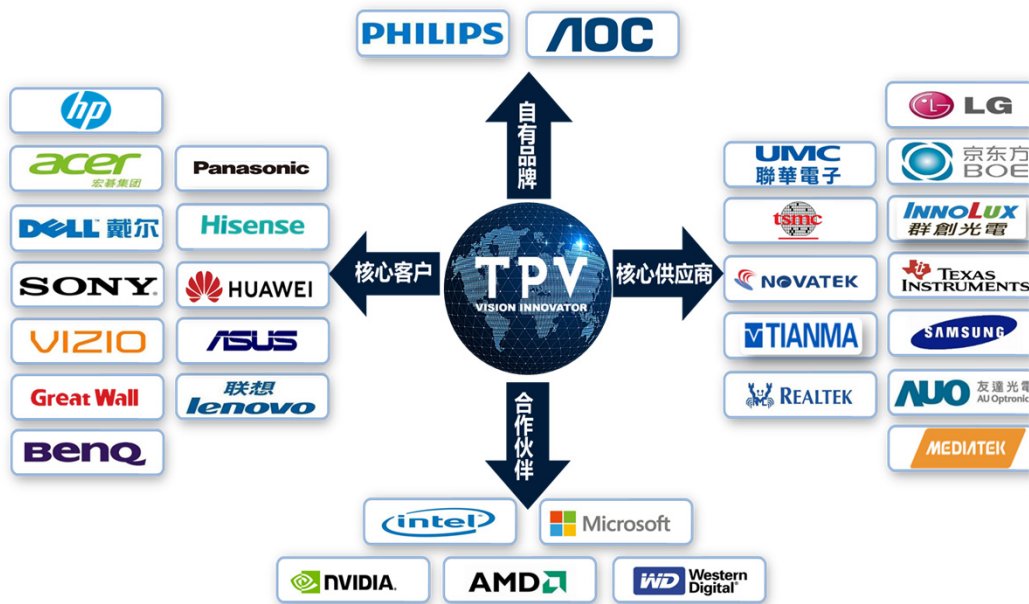 PHILIPS
AOC
自有品牌
hp
acer
宏碁集团
Panasonic
DELL™ 戴尔
Hisense
SONY®
HUAWEI
VIZIO
ASUS
Great Wall
联想
lenovo
BenQ
核心客户
TPV
VISION INNOVATOR
核心供应商
LG
UMC
聯華電子
京东方
BOE
tsmc
INNOLUX
群創光電
NOVATEK
TEXAS
INSTRUMENTS
TIANMA
SAMSUNG
REALTEK
AUO
友達光電
AU Optronic
MEDIATEK
合作伙伴
intel
Microsoft
NVIDIA.
AMD
WD
Western
Digital®